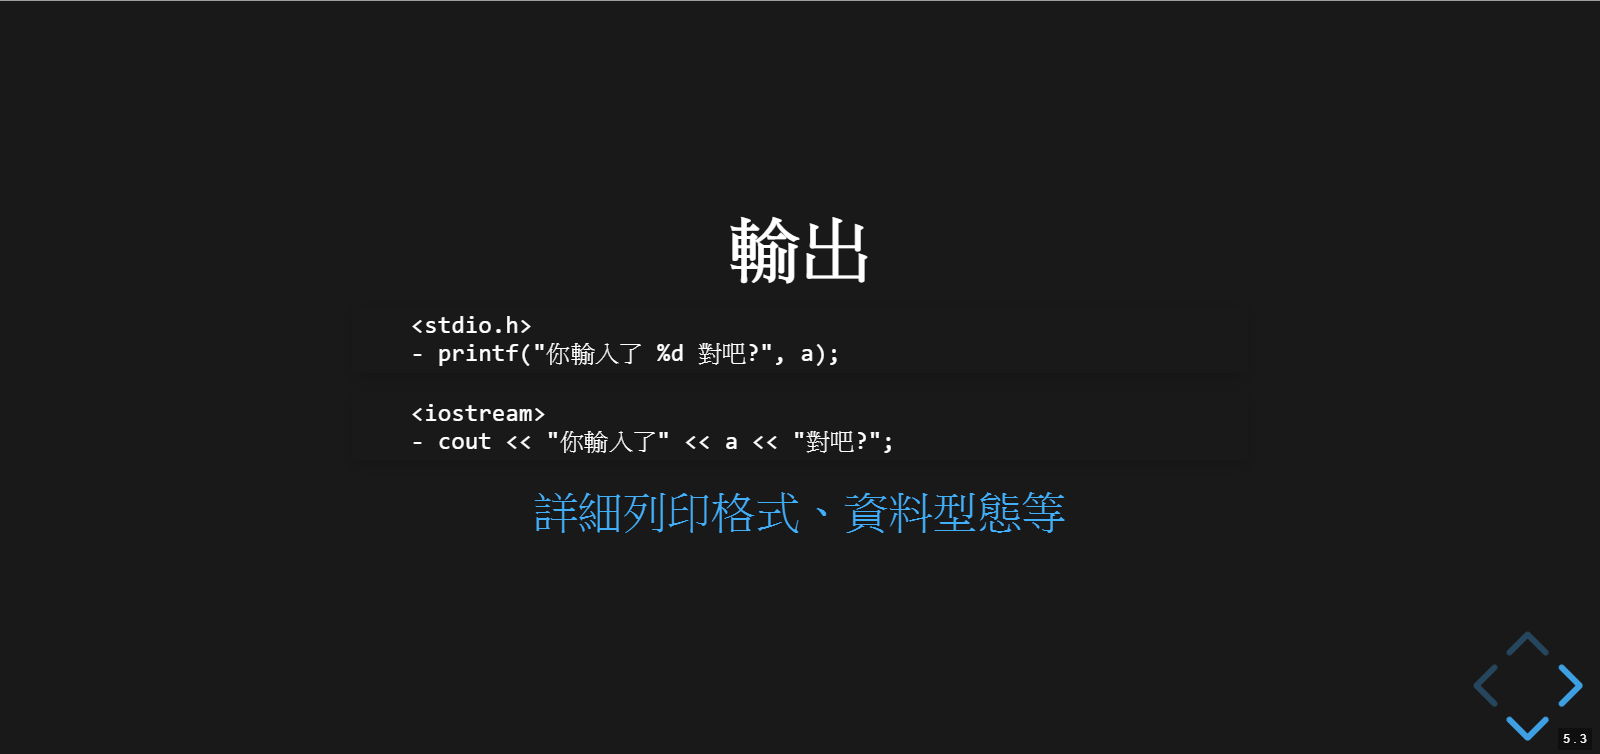 輸出
<stdio.h>
- printf("你輸入了 %d 對吧?", a);
<iostream>
- cout << "你輸入了" << a << "對吧?";
詳細列印格式、資料型態等
5.3